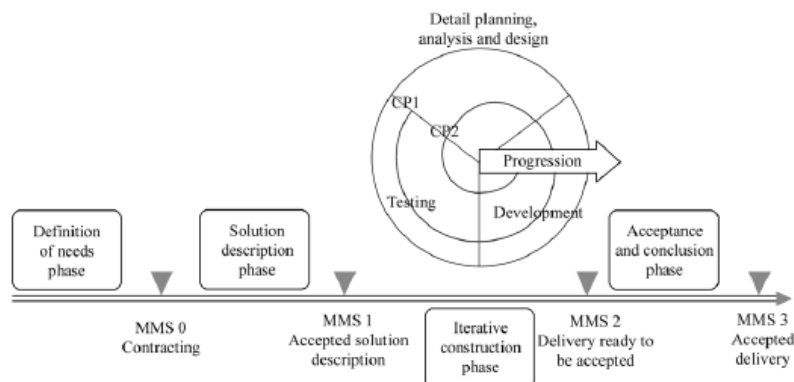 Detail planning,
analysis and design
CP1
CP2
Progression
Testing
Development
Definition
of needs
phase
Solution
description
phase
Acceptance
and conclusion
phase
MMS 0
Contracting
MMS 1
Accepted solution
description
Iterative
construction
phase
MMS 2
Delivery ready to
be accepted
MMS 3
Accepted
delivery